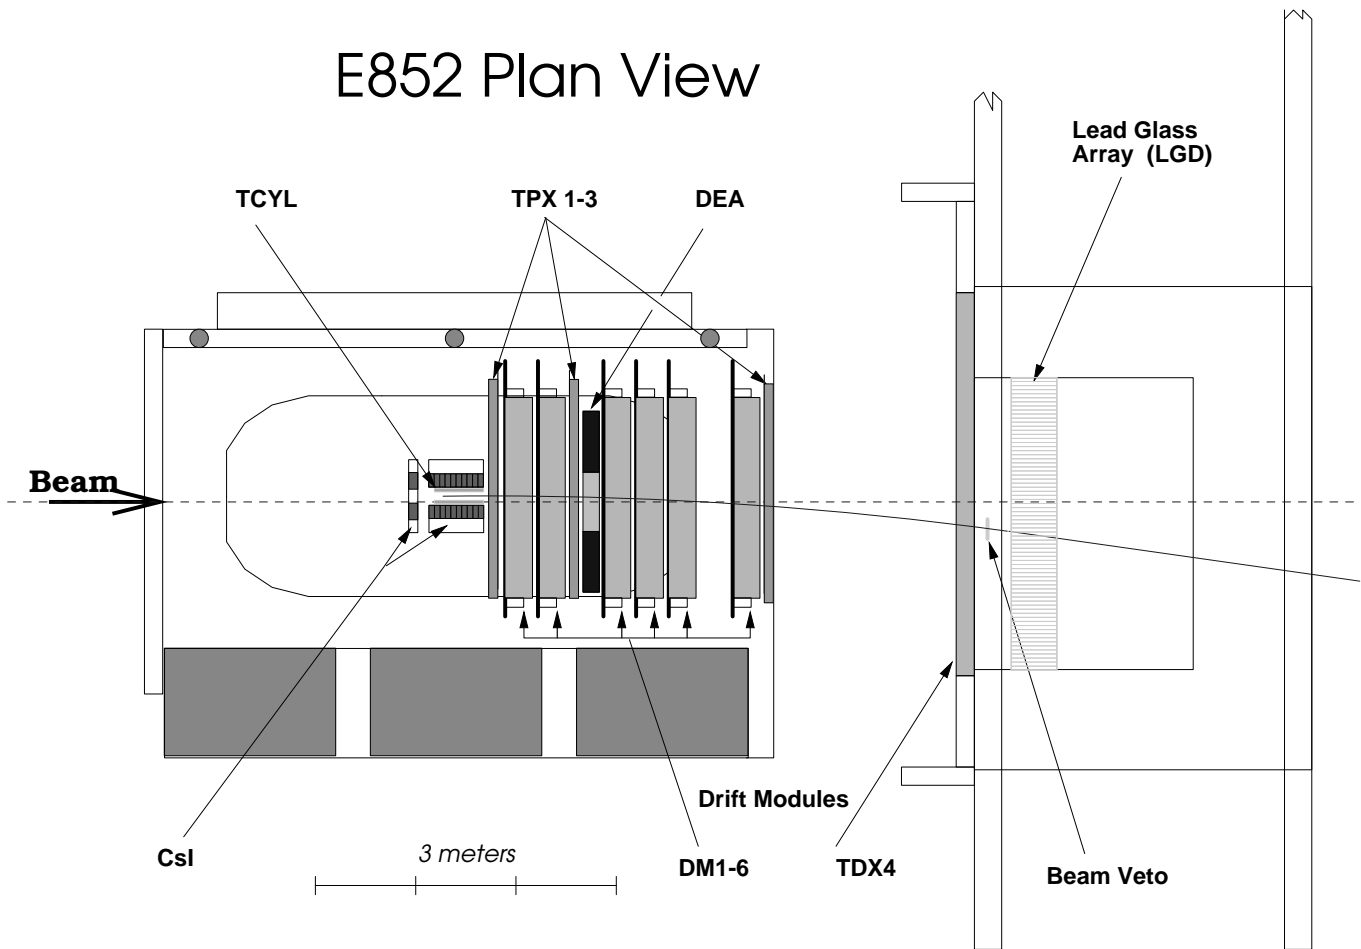 E852 Plan View
Lead Glass
Array (LGD)
TCYL
TPX 1-3
DEA
Beam
Drift Modules
CsI
3 meters
DM1-6
TDX4
Beam Veto